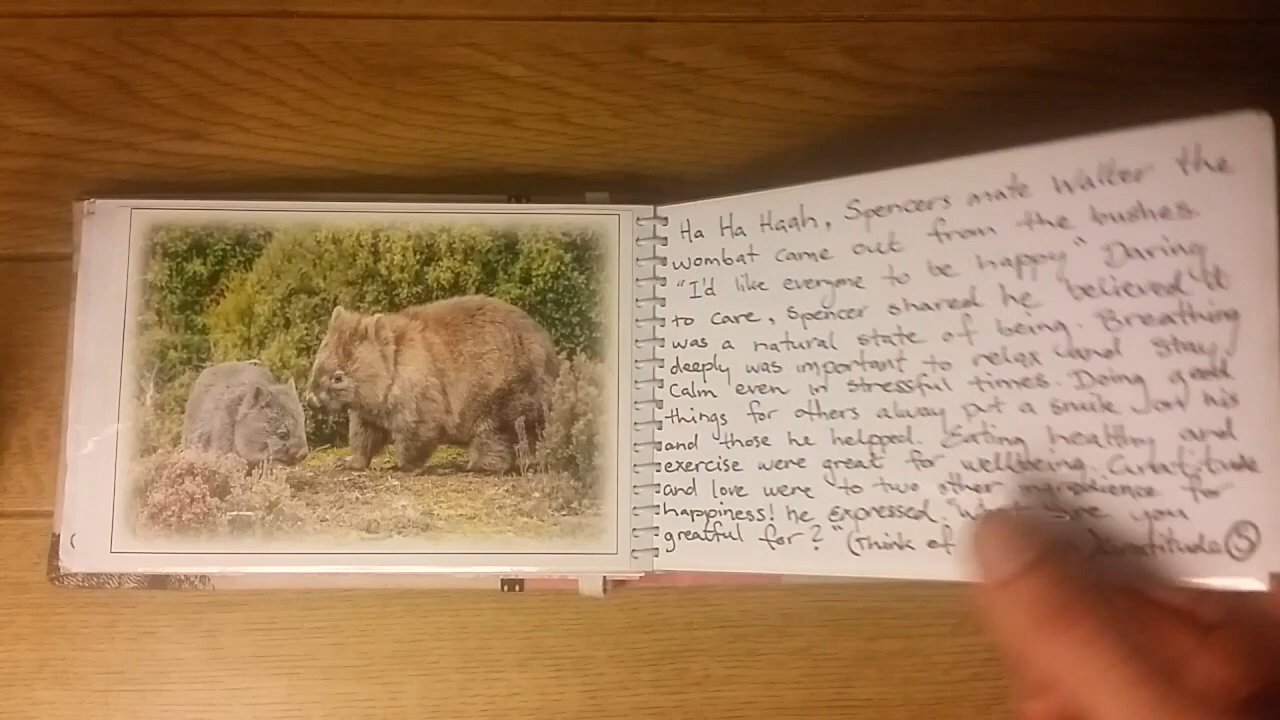 Ha Ha Haah, Spencers mate Walter the
wombat came out from the bushes
"I'd like everyone to be happy" Daring
to care, Spencer shared he believed it
was a natural state of being. Breathing
deeply was important to relax and stay
Calm even in stressful times. Doing good
things for others alway put a smile on his
and those he helped. Eating healthy and
exercise were great for wellbeing. Gratitude
and love were to two other ingredience for
happiness! he expressed, "What are you
greatful for?" (Think of gratitude 5